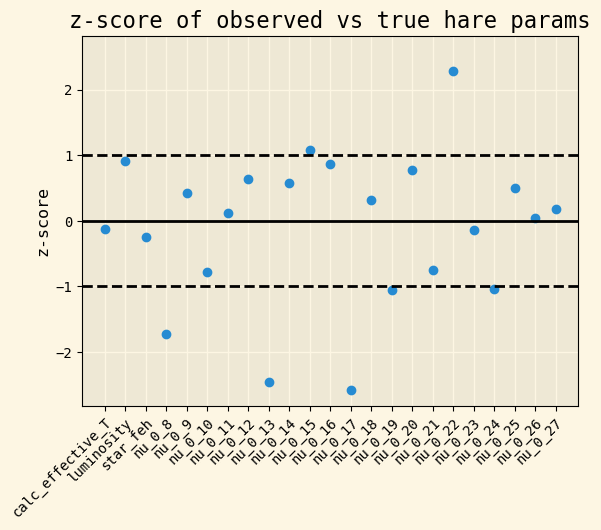 z-score of observed vs true hare params
z-score
2
1
0
−1
−2
calc_effective_T
luminosity
star_feh
nu_0_8
nu_0_9
nu_0_10
nu_0_11
nu_0_12
nu_0_13
nu_0_14
nu_0_15
nu_0_16
nu_0_17
nu_0_18
nu_0_19
nu_0_20
nu_0_21
nu_0_22
nu_0_23
nu_0_24
nu_0_25
nu_0_26
nu_0_27